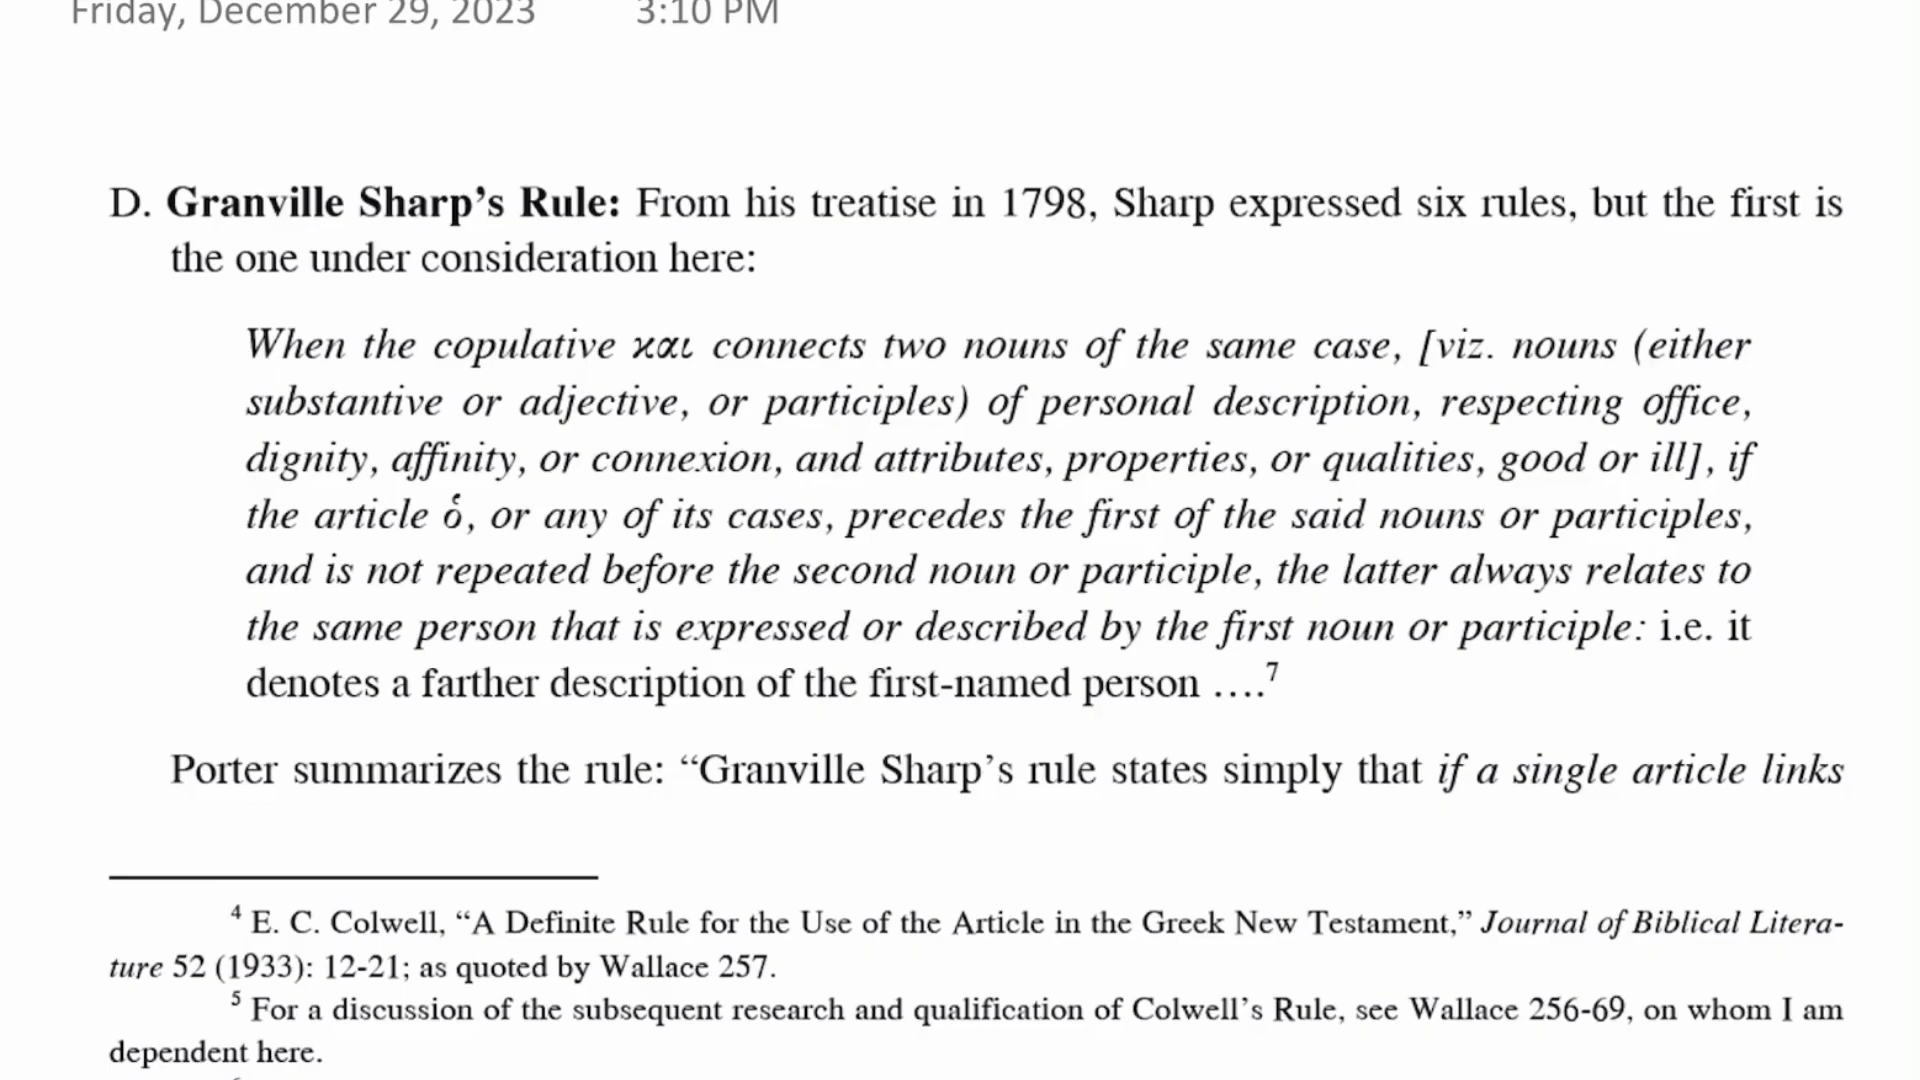 Friday, December 29, 2023 3:10 PM
D. Granville Sharp’s Rule: From his treatise in 1798, Sharp expressed six rules, but the first is
the one under consideration here:
When the copulative και connects two nouns of the same case, [viz. nouns (either
substantive or adjective, or participles) of personal description, respecting office,
dignity, affinity, or connexion, and attributes, properties, or qualities, good or ill], if
the article ὁ, or any of its cases, precedes the first of the said nouns or participles,
and is not repeated before the second noun or participle, the latter always relates to
the same person that is expressed or described by the first noun or participle: i.e. it
denotes a farther description of the first-named person ….⁷
Porter summarizes the rule: “Granville Sharp’s rule states simply that if a single article links
⁴ E. C. Colwell, “A Definite Rule for the Use of the Article in the Greek New Testament,” Journal of Biblical Litera-
ture 52 (1933): 12-21; as quoted by Wallace 257.
⁵ For a discussion of the subsequent research and qualification of Colwell’s Rule, see Wallace 256-69, on whom I am
dependent here.